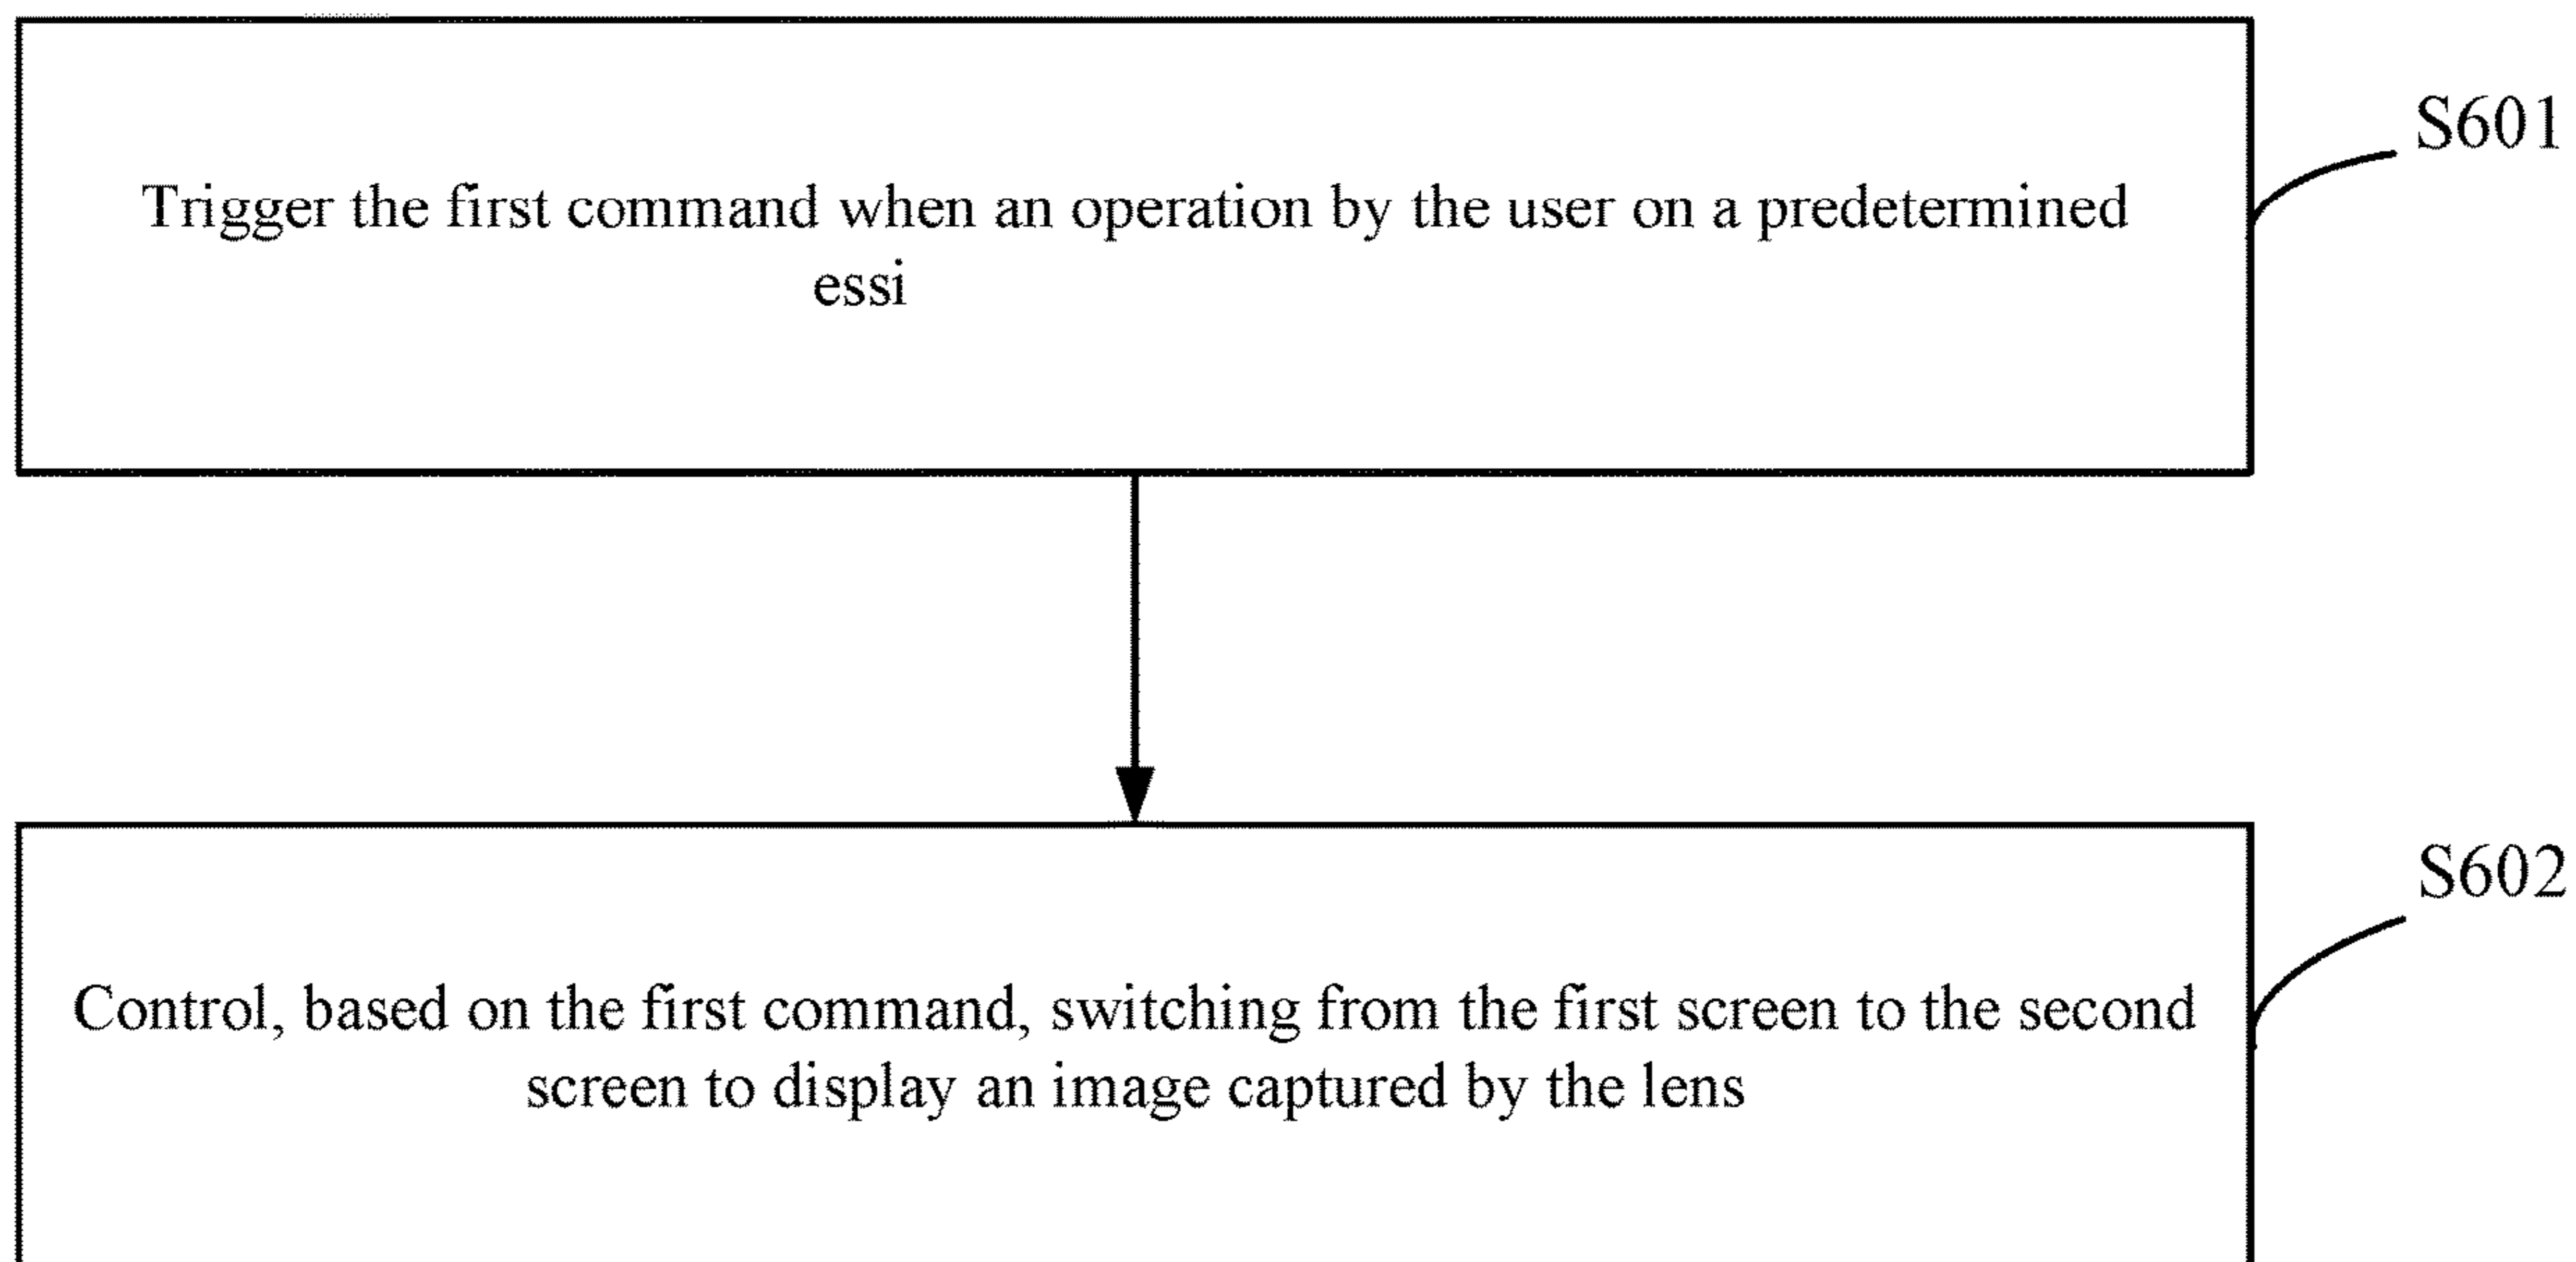 Trigger the first command when an operation by the user on a predetermined
essi
S601
Control, based on the first command, switching from the first screen to the second
screen to display an image captured by the lens
S602